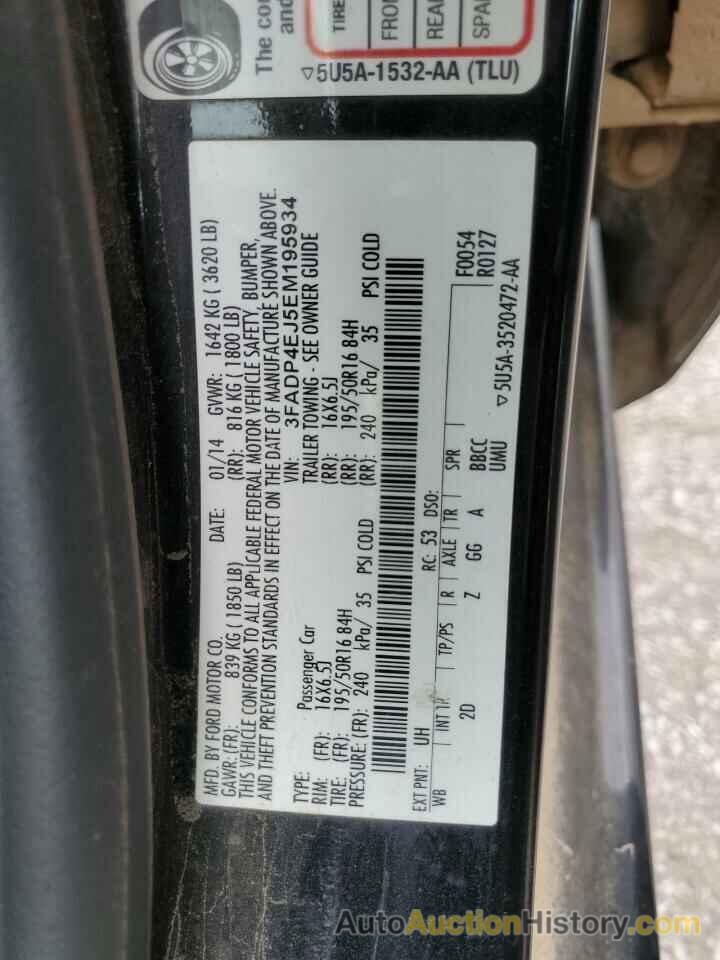 The co
and
TIRE
FRON
REA
SPA
▽5U5A-1532-AA (TLU)
MFD. BY FORD MOTOR CO. DATE: 01/14 GVWR: 1642 KG ( 3620 LB)
GAWR: (FR): 839 KG ( 1850 LB) (RR): 816 KG ( 1800 LB)
THIS VEHICLE CONFORMS TO ALL APPLICABLE FEDERAL MOTOR VEHICLE SAFETY, BUMPER,
AND THEFT PREVENTION STANDARDS IN EFFECT ON THE DATE OF MANUFACTURE SHOWN ABOVE.
VIN: 3FADP4EJ5EM195934
TYPE: Passenger Car TRAILER TOWING - SEE OWNER GUIDE
RIM: (FR): 16X6.5J (RR): 16X6.5J
TIRE: (FR): 195/50R16 84H (RR): 195/50R16 84H
PRESSURE: (FR): 240 kPa/ 35 PSI COLD (RR): 240 kPa/ 35 PSI COLD
EXT PNT: UH RC: 53 DSO: F0054
WB INT TR TP/PS R AXLE TR SPR R0127
2D Z GG A BBCC
UMU
▽5U5A-3520472-AA
AutoAuctionHistory.com